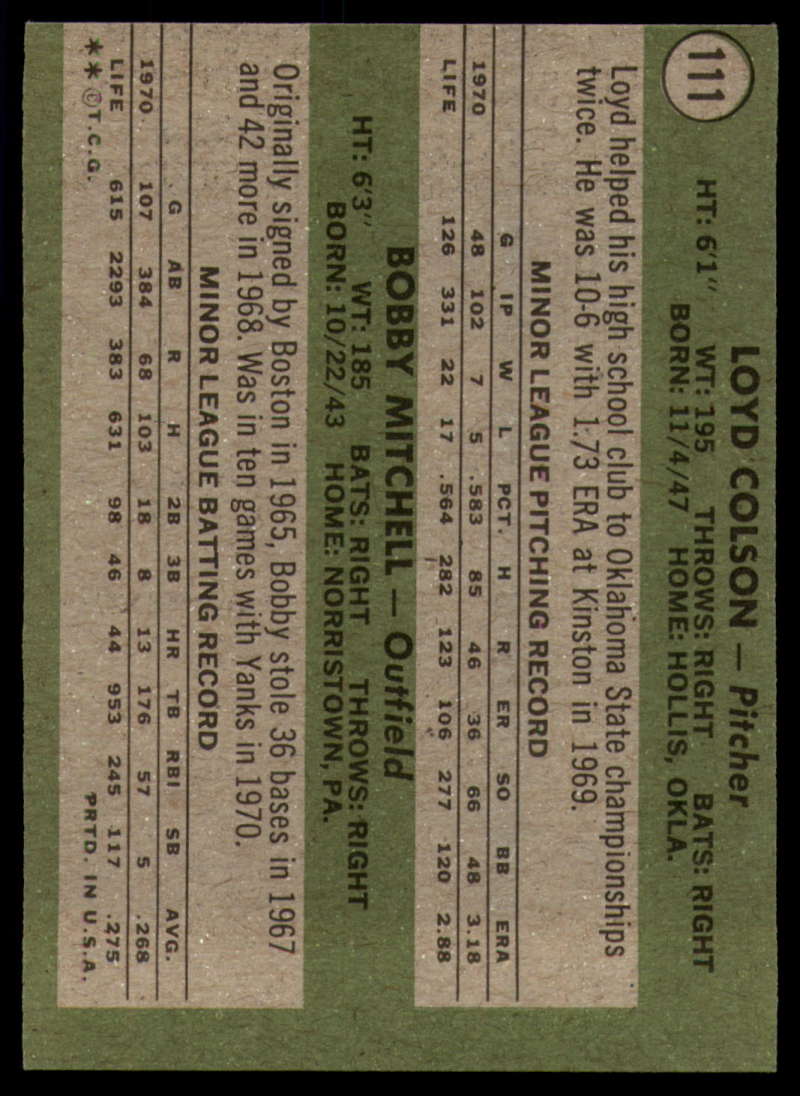 111
LOYD COLSON — Pitcher
HT: 6'1" WT: 195 THROWS: RIGHT BATS: RIGHT
BORN: 11/4/47 HOME: HOLLIS, OKLA.
Loyd helped his high school club to Oklahoma State championships
twice. He was 10-6 with 1.73 ERA at Kinston in 1969.
MINOR LEAGUE PITCHING RECORD
G IP W L PCT. H R ER SO BB ERA
1970 48 102 7 5 .583 85 46 36 66 48 3.18
LIFE 126 331 22 17 .564 282 123 106 277 120 2.88
BOBBY MITCHELL — Outfield
HT: 6'3" WT: 185 BATS: RIGHT THROWS: RIGHT
BORN: 10/22/43 HOME: NORRISTOWN, PA.
Originally signed by Boston in 1965, Bobby stole 36 bases in 1967
and 42 more in 1968. Was in ten games with Yanks in 1970.
MINOR LEAGUE BATTING RECORD
G AB R H 2B 3B HR TB RBI SB AVG.
1970 107 384 68 103 18 8 13 176 57 5 .268
LIFE 615 2293 383 631 98 46 44 953 245 117 .275
**©T.C.G. PRTD. IN U.S.A.